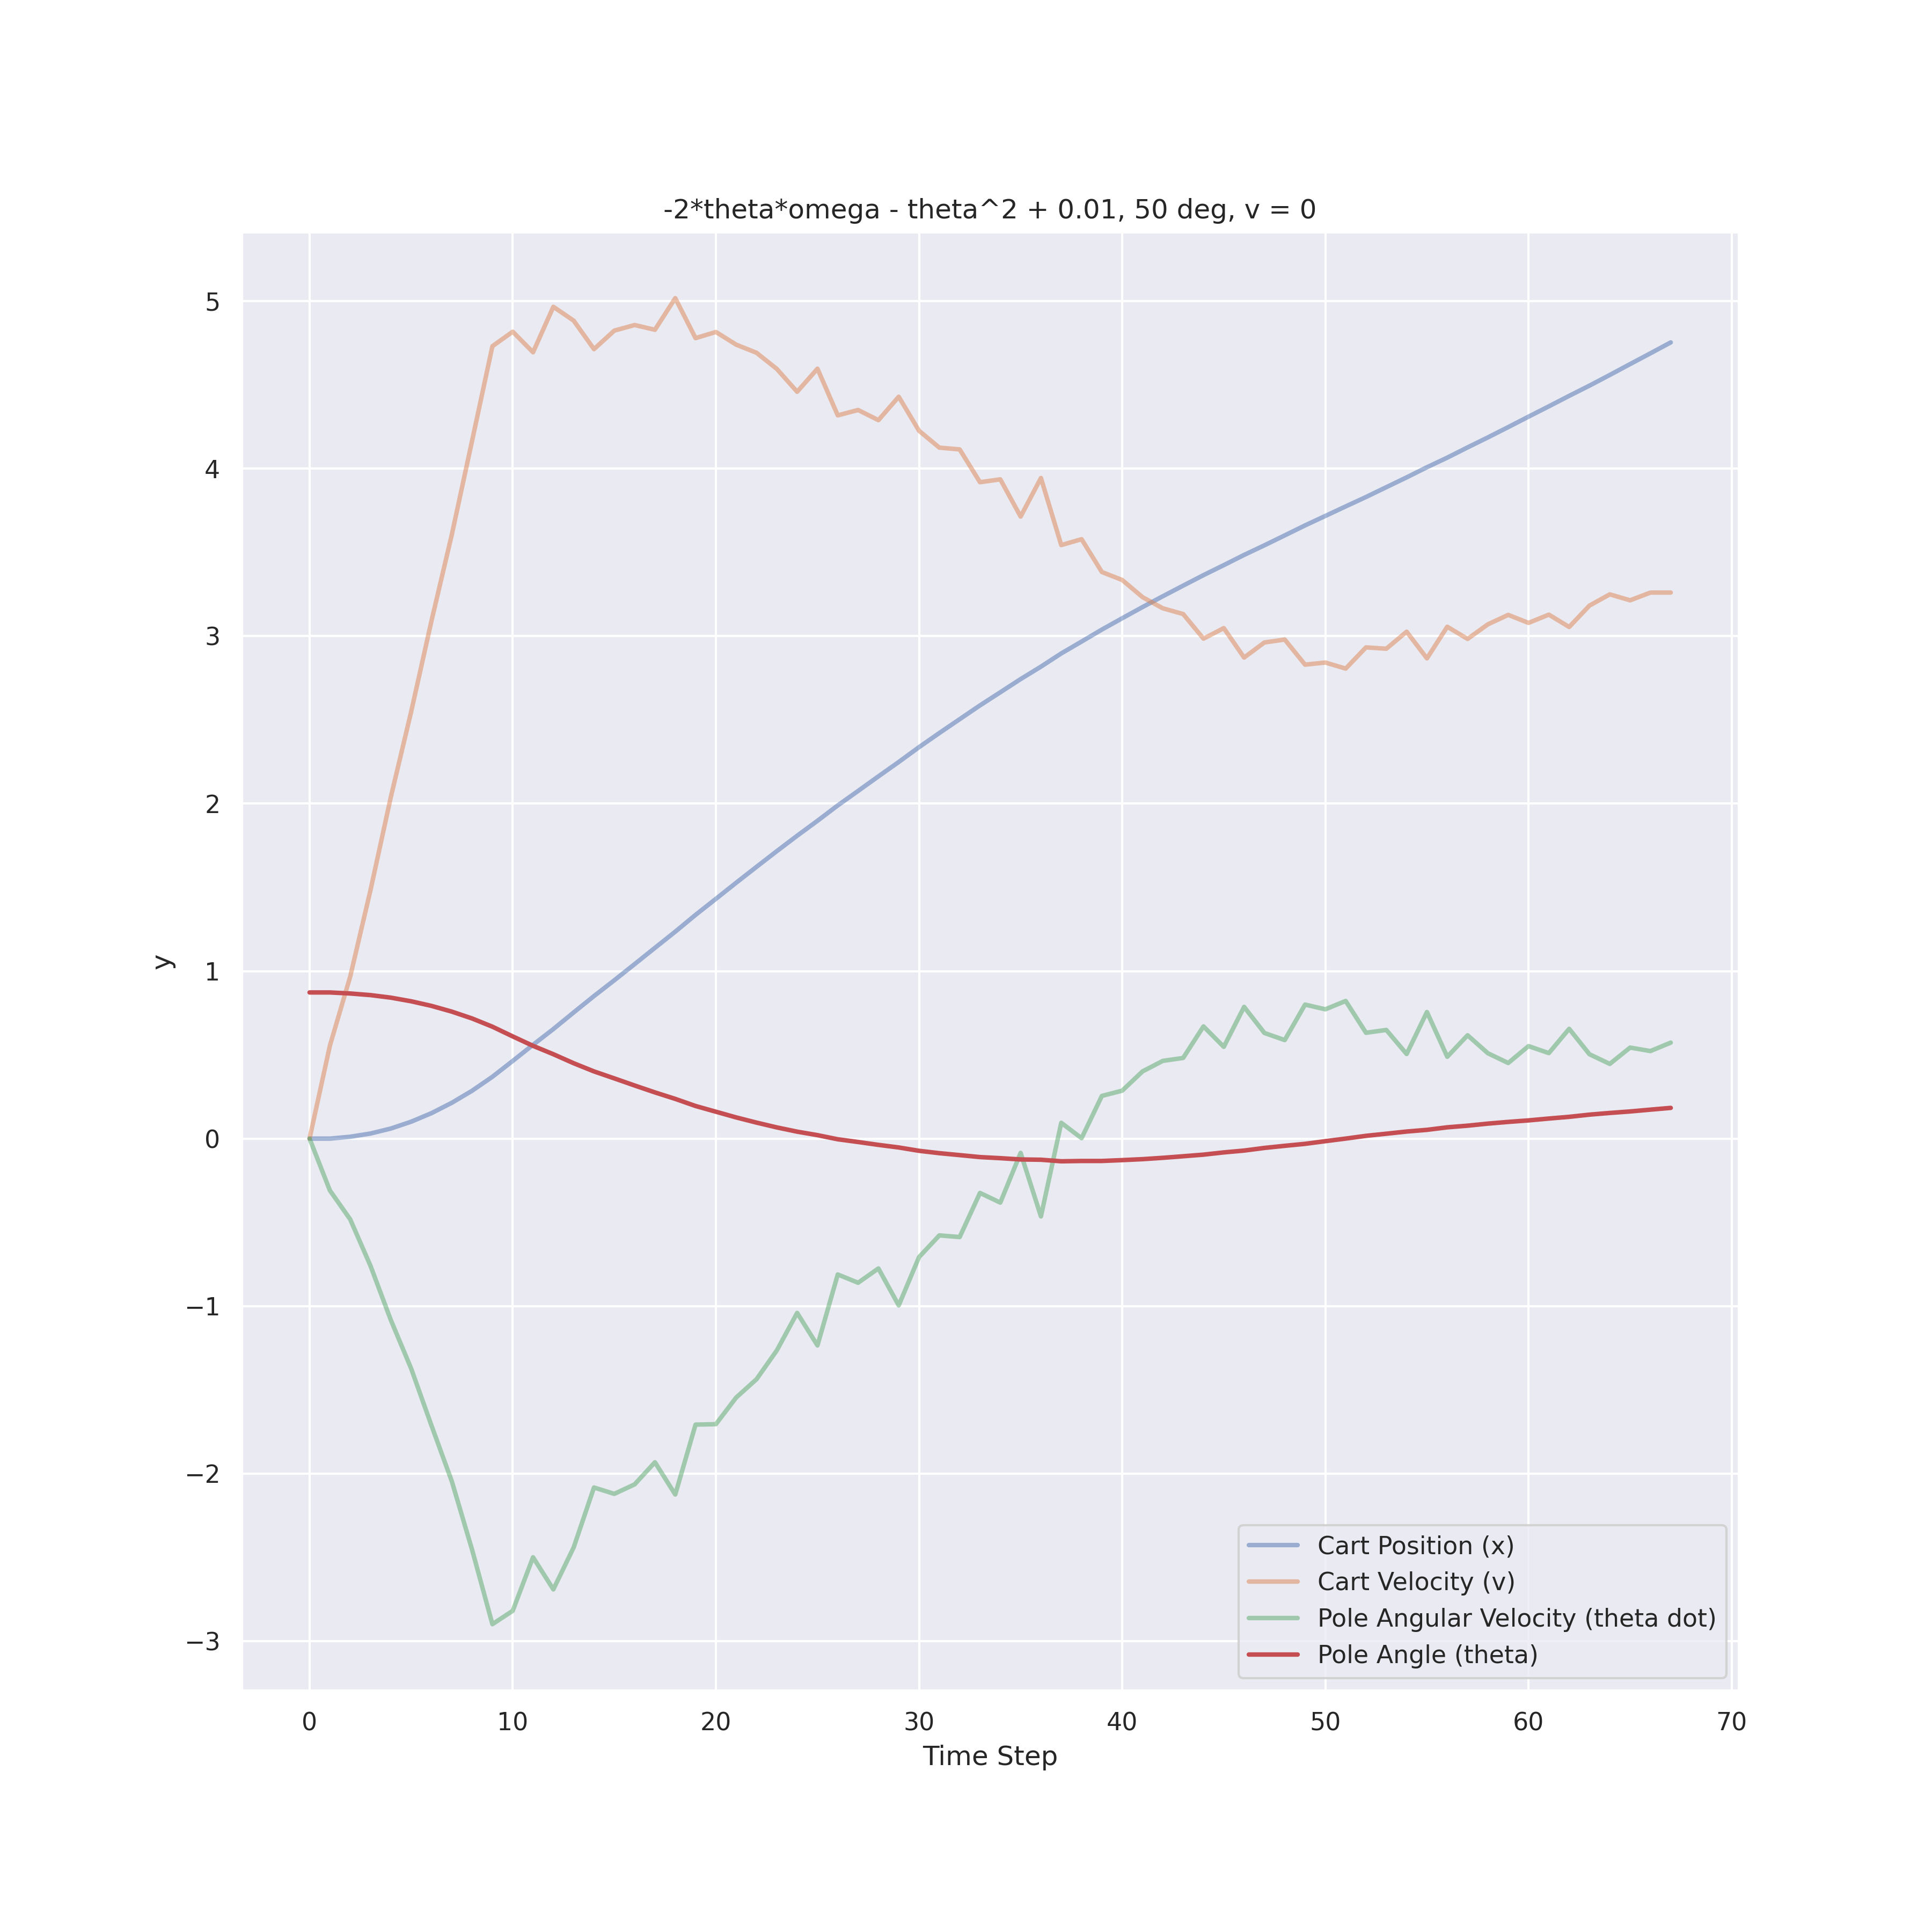 -2*theta*omega - theta^2 + 0.01, 50 deg, v = 0
5
4
3
2
1
0
−1
−2
−3
y
0 10 20 30 40 50 60 70
Time Step
Cart Position (x)
Cart Velocity (v)
Pole Angular Velocity (theta dot)
Pole Angle (theta)